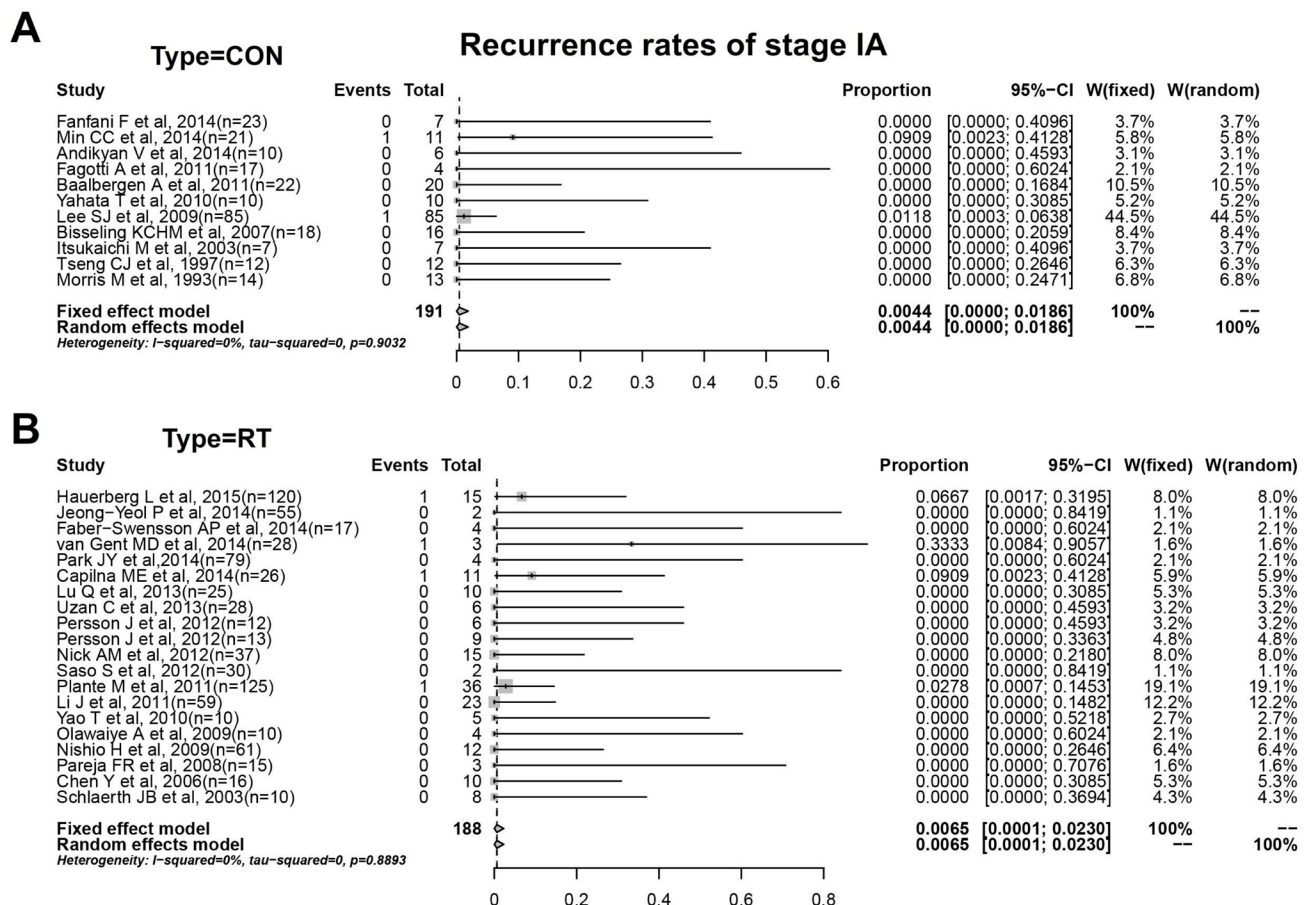 A
Type=CON Recurrence rates of stage IA
Study Events Total Proportion 95%−CI W(fixed) W(random)
Fanfani F et al, 2014(n=23) 0 7 0.0000 [0.0000; 0.4096] 3.7% 3.7%
Min CC et al, 2014(n=21) 1 11 0.0909 [0.0023; 0.4128] 5.8% 5.8%
Andikyan V et al, 2014(n=10) 0 6 0.0000 [0.0000; 0.4593] 3.1% 3.1%
Fagotti A et al, 2011(n=17) 0 4 0.0000 [0.0000; 0.6024] 2.1% 2.1%
Baalbergen A et al, 2011(n=22) 0 20 0.0000 [0.0000; 0.1684] 10.5% 10.5%
Yahata T et al, 2010(n=10) 0 10 0.0000 [0.0000; 0.3085] 5.2% 5.2%
Lee SJ et al, 2009(n=85) 1 85 0.0118 [0.0003; 0.0638] 44.5% 44.5%
Bisseling KCHM et al, 2007(n=18) 0 16 0.0000 [0.0000; 0.2059] 8.4% 8.4%
Itsukaichi M et al, 2003(n=7) 0 7 0.0000 [0.0000; 0.4096] 3.7% 3.7%
Tseng CJ et al, 1997(n=12) 0 12 0.0000 [0.0000; 0.2646] 6.3% 6.3%
Morris M et al, 1993(n=14) 0 13 0.0000 [0.0000; 0.2471] 6.8% 6.8%
Fixed effect model 191 0.0044 [0.0000; 0.0186] 100% −−
Random effects model 0.0044 [0.0000; 0.0186] −− 100%
Heterogeneity: I−squared=0%, tau−squared=0, p=0.9032
0 0.1 0.2 0.3 0.4 0.5 0.6
B
Type=RT
Study Events Total Proportion 95%−CI W(fixed) W(random)
Hauerberg L et al, 2015(n=120) 1 15 0.0667 [0.0017; 0.3195] 8.0% 8.0%
Jeong−Yeol P et al, 2014(n=55) 0 2 0.0000 [0.0000; 0.8419] 1.1% 1.1%
Faber−Swensson AP et al, 2014(n=17) 0 4 0.0000 [0.0000; 0.6024] 2.1% 2.1%
van Gent MD et al, 2014(n=28) 1 3 0.3333 [0.0084; 0.9057] 1.6% 1.6%
Park JY et al,2014(n=79) 0 4 0.0000 [0.0000; 0.6024] 2.1% 2.1%
Capilna ME et al, 2014(n=26) 1 11 0.0909 [0.0023; 0.4128] 5.9% 5.9%
Lu Q et al, 2013(n=25) 0 10 0.0000 [0.0000; 0.3085] 5.3% 5.3%
Uzan C et al, 2013(n=28) 0 6 0.0000 [0.0000; 0.4593] 3.2% 3.2%
Persson J et al, 2012(n=12) 0 6 0.0000 [0.0000; 0.4593] 3.2% 3.2%
Persson J et al, 2012(n=13) 0 9 0.0000 [0.0000; 0.3363] 4.8% 4.8%
Nick AM et al, 2012(n=37) 0 15 0.0000 [0.0000; 0.2180] 8.0% 8.0%
Saso S et al, 2012(n=30) 0 2 0.0000 [0.0000; 0.8419] 1.1% 1.1%
Plante M et al, 2011(n=125) 1 36 0.0278 [0.0007; 0.1453] 19.1% 19.1%
Li J et al, 2011(n=59) 0 23 0.0000 [0.0000; 0.1482] 12.2% 12.2%
Yao T et al, 2010(n=10) 0 5 0.0000 [0.0000; 0.5218] 2.7% 2.7%
Olawaiye A et al, 2009(n=10) 0 4 0.0000 [0.0000; 0.6024] 2.1% 2.1%
Nishio H et al, 2009(n=61) 0 12 0.0000 [0.0000; 0.2646] 6.4% 6.4%
Pareja FR et al, 2008(n=15) 0 3 0.0000 [0.0000; 0.7076] 1.6% 1.6%
Chen Y et al, 2006(n=16) 0 10 0.0000 [0.0000; 0.3085] 5.3% 5.3%
Schlaerth JB et al, 2003(n=10) 0 8 0.0000 [0.0000; 0.3694] 4.3% 4.3%
Fixed effect model 188 0.0065 [0.0001; 0.0230] 100% −−
Random effects model 0.0065 [0.0001; 0.0230] −− 100%
Heterogeneity: I−squared=0%, tau−squared=0, p=0.8893
0 0.2 0.4 0.6 0.8